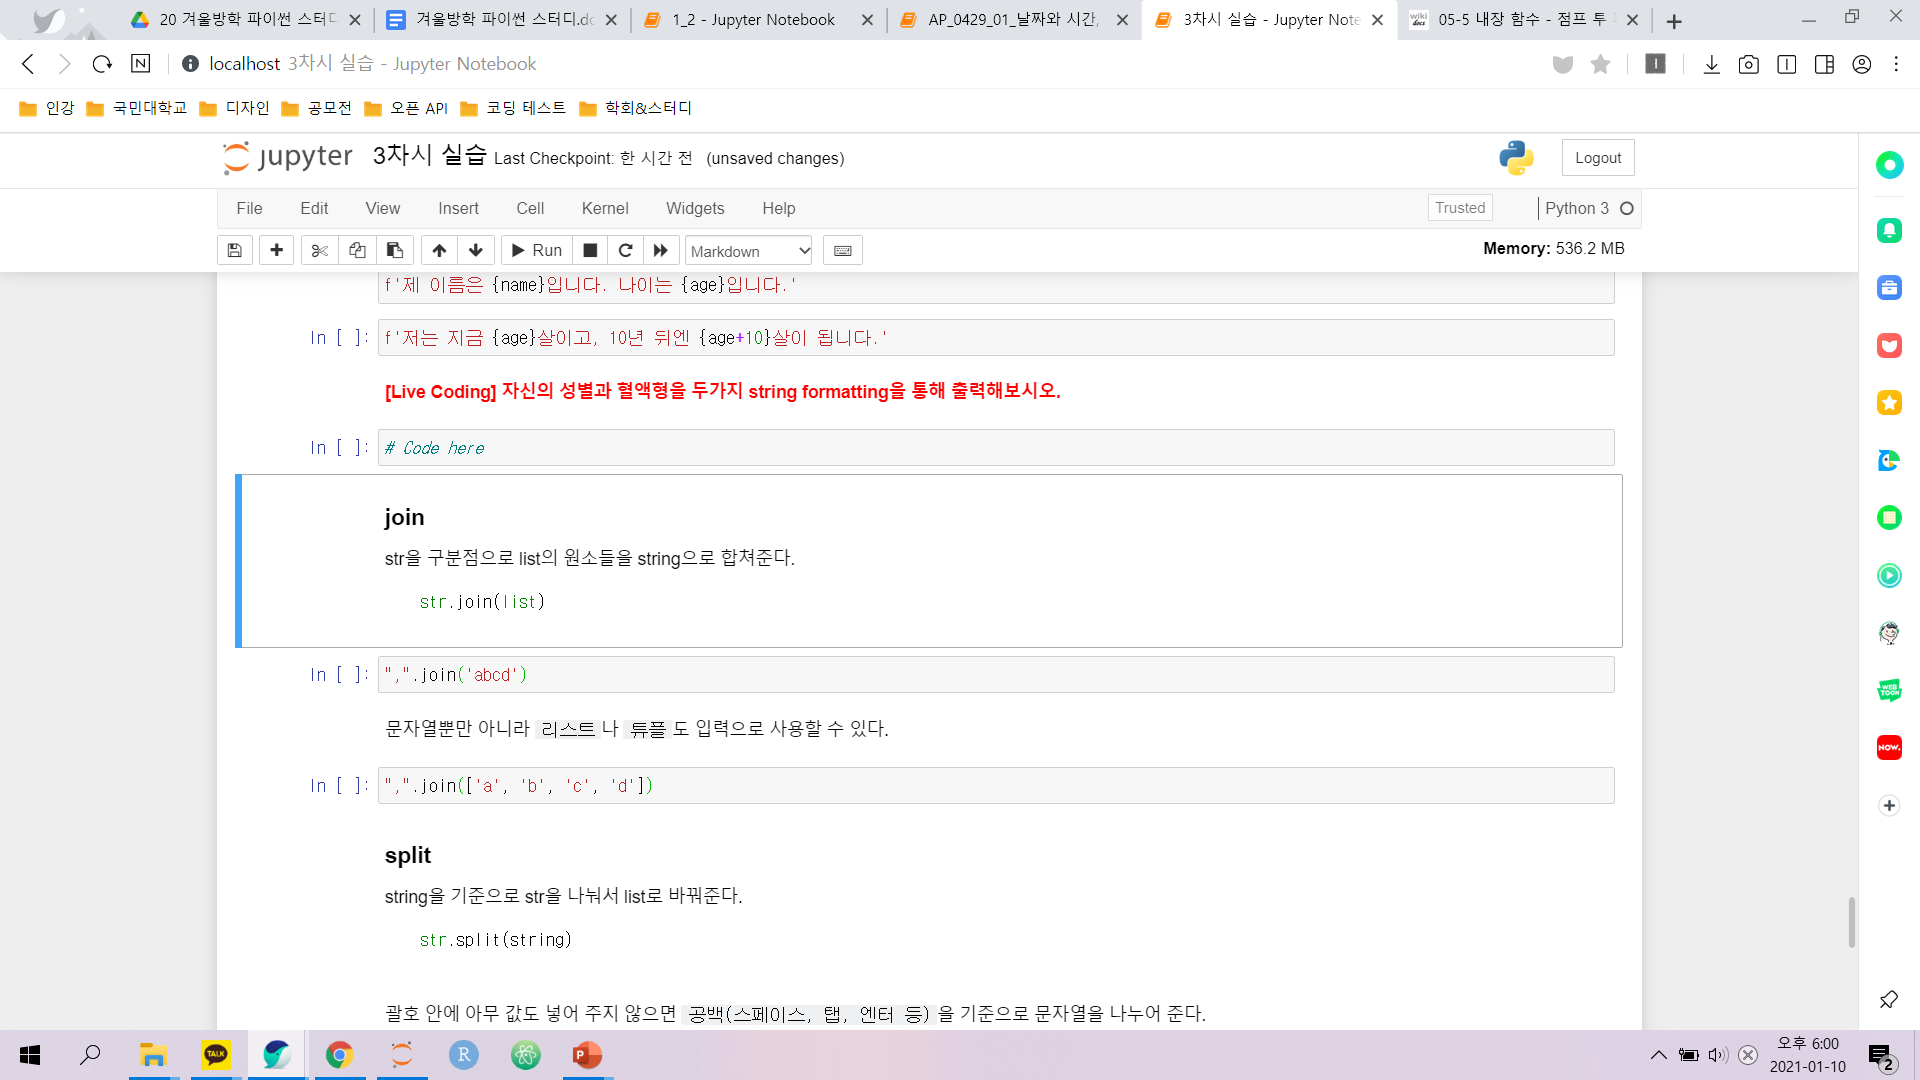 20 겨울방학 파이썬 스터디
겨울방학 파이썬 스터디.do
1_2 - Jupyter Notebook
AP_0429_01_날짜와 시간,
3차시 실습 - Jupyter Note
wiki docs
05-5 내장 함수 - 점프 투
localhost 3차시 실습 - Jupyter Notebook
인강
국민대학교
디자인
공모전
오픈 API
코딩 테스트
학회&스터디
jupyter 3차시 실습 Last Checkpoint: 한 시간 전 (unsaved changes)
Logout
File Edit View Insert Cell Kernel Widgets Help
Trusted
Python 3
Run
Markdown
Memory: 536.2 MB
f'제 이름은 {name}입니다. 나이는 {age}입니다.'
In [ ]: f'저는 지금 {age}살이고, 10년 뒤엔 {age+10}살이 됩니다.'
[Live Coding] 자신의 성별과 혈액형을 두가지 string formatting을 통해 출력해보시오.
In [ ]: # Code here
join
str을 구분점으로 list의 원소들을 string으로 합쳐준다.
str.join(list)
In [ ]: ",".join('abcd')
문자열뿐만 아니라 리스트 나 튜플 도 입력으로 사용할 수 있다.
In [ ]: ",".join(['a', 'b', 'c', 'd'])
split
string을 기준으로 str을 나눠서 list로 바꿔준다.
str.split(string)
괄호 안에 아무 값도 넣어 주지 않으면 공백(스페이스, 탭, 엔터 등) 을 기준으로 문자열을 나누어 준다.
WEB TOON
NOW.
TALK
R
P
오후 6:00
2021-01-10
2